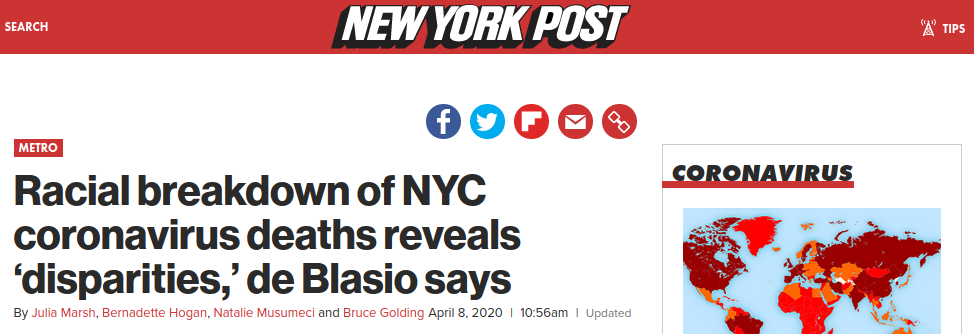 SEARCH
NEW YORK POST
TIPS
METRO
Racial breakdown of NYC
coronavirus deaths reveals
‘disparities,’ de Blasio says
By Julia Marsh, Bernadette Hogan, Natalie Musumeci and Bruce Golding April 8, 2020 | 10:56am | Updated
CORONAVIRUS